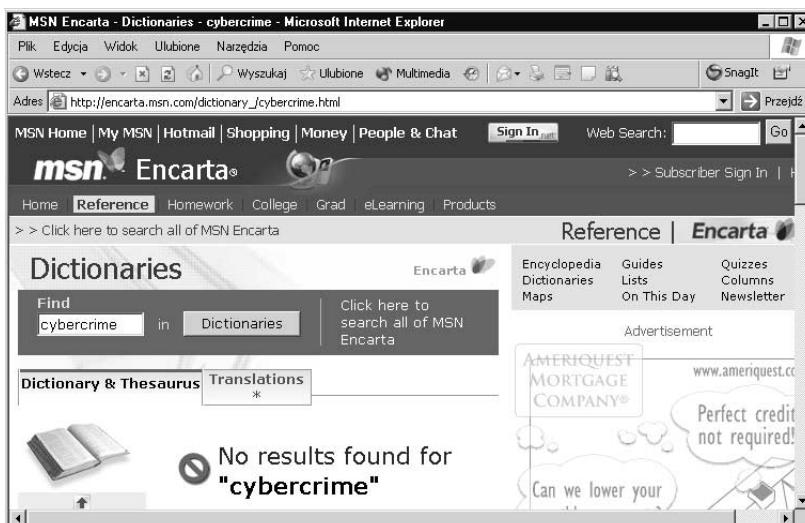 MSN Encarta - Dictionaries - cybercrime - Microsoft Internet Explorer
Plik Edycja Widok Ulubione Narzędzia Pomoc
Wstecz Wyszukaj Ulubione Multimedia SnagIt
Adres http://encarta.msn.com/dictionary_/cybercrime.html Przejdź
MSN Home | My MSN | Hotmail | Shopping | Money | People & Chat Sign In .net Web Search: Go
msn Encarta® > > Subscriber Sign In | H
Home Reference Homework College Grad eLearning Products
> > Click here to search all of MSN Encarta Reference | Encarta
Dictionaries Encarta
Find
cybercrime in Dictionaries
Click here to
search all of MSN
Encarta
Encyclopedia Guides Quizzes
Dictionaries Lists Columns
Maps On This Day Newsletter
Advertisement
Dictionary & Thesaurus Translations
*
No results found for
"cybercrime"
AMERIQUEST
MORTGAGE
COMPANY®
www.ameriquest.cc
Perfect credit
not required!
Can we lower your